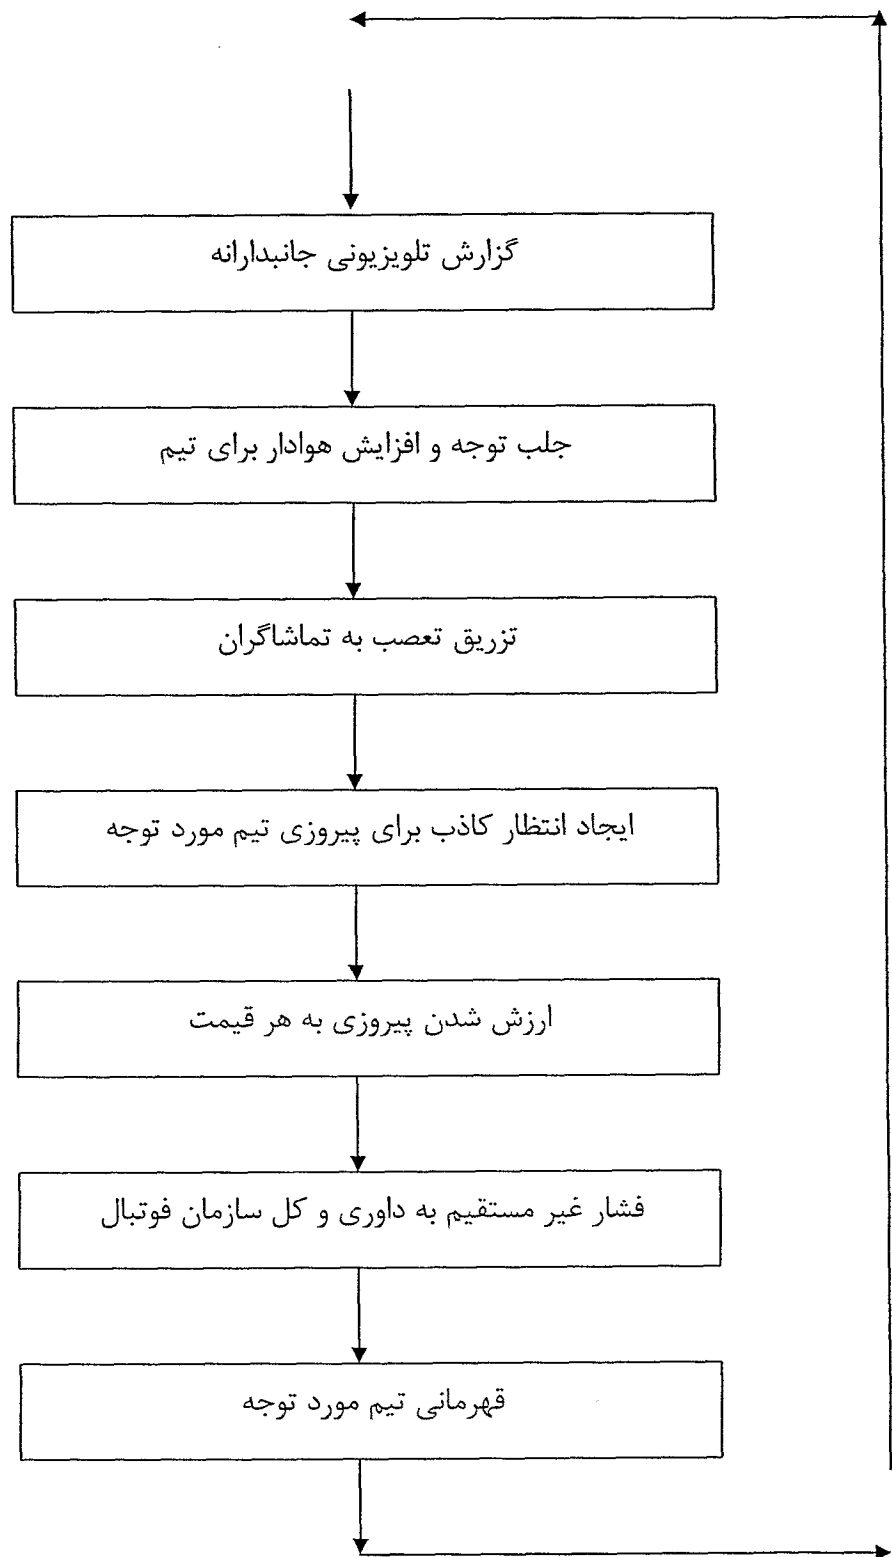 گزارش تلویزیونی جانبدارانه
جلب توجه و افزایش هوادار برای تیم
تزریق تعصب به تماشاگران
ایجاد انتظار کاذب برای پیروزی تیم مورد توجه
ارزش شدن پیروزی به هر قیمت
فشار غیر مستقیم به داوری و کل سازمان فوتبال
قهرمانی تیم مورد توجه